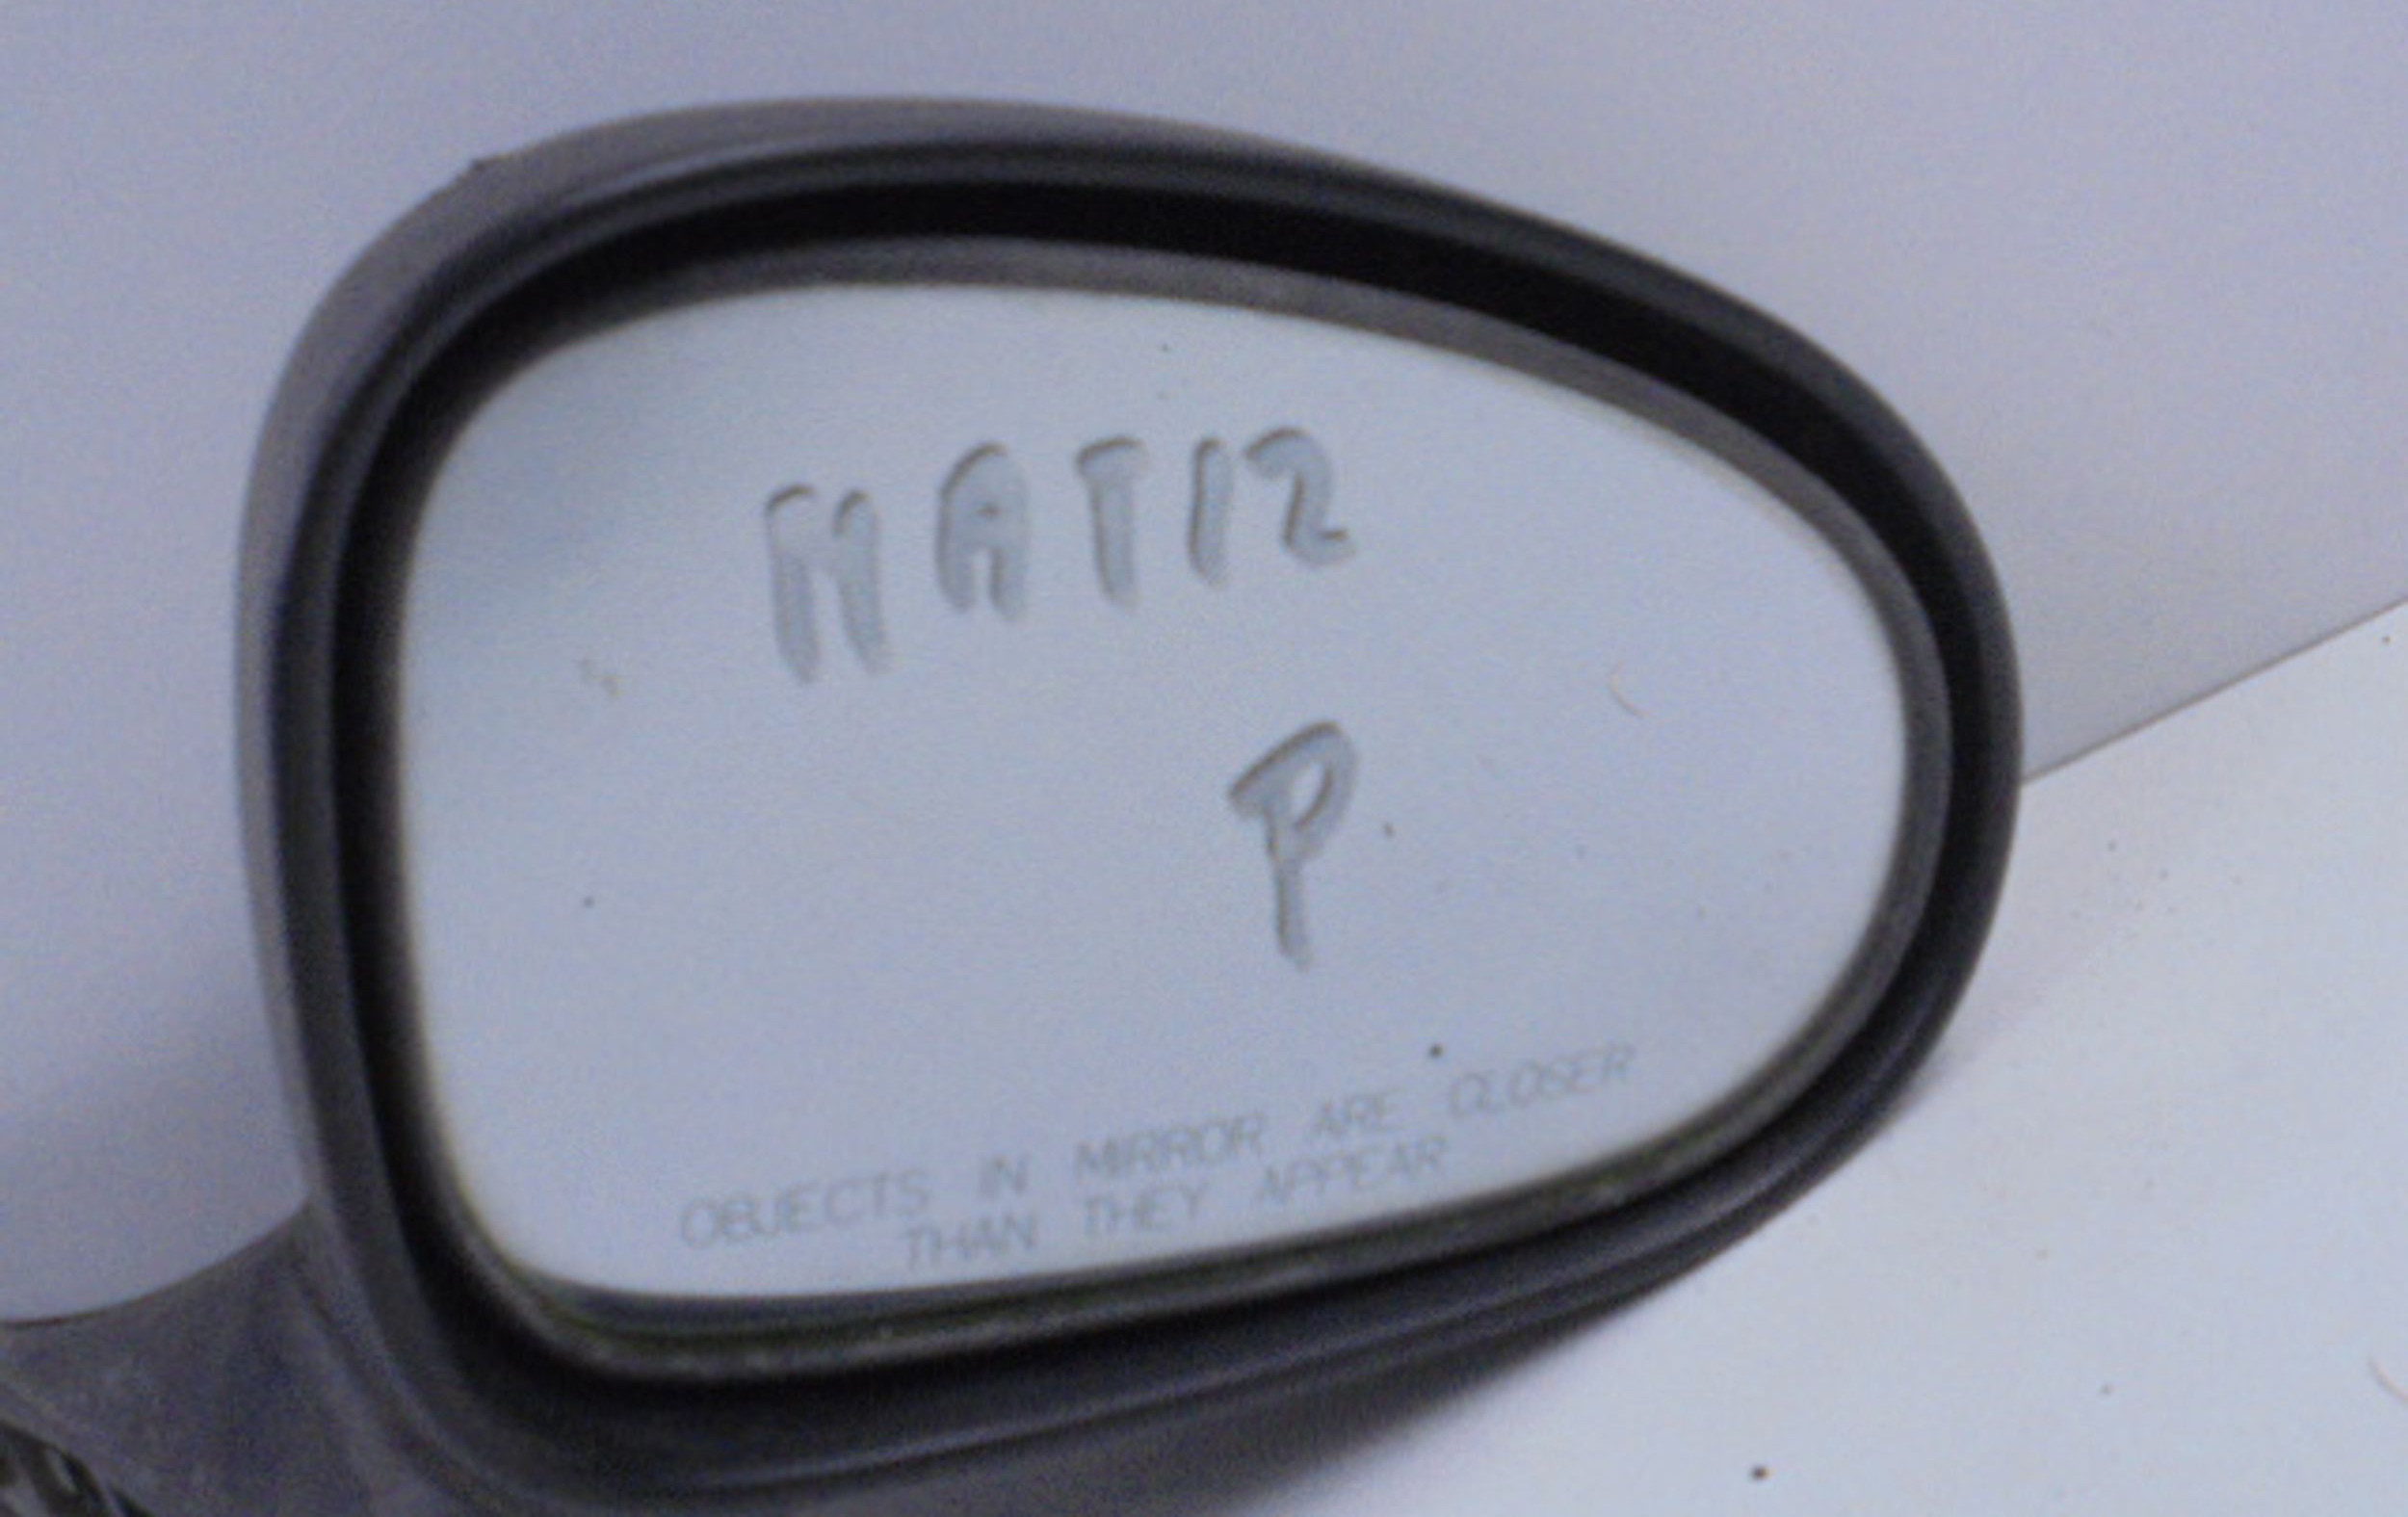 MATIZ
P
OBJECTS IN MIRROR ARE CLOSER
THAN THEY APPEAR